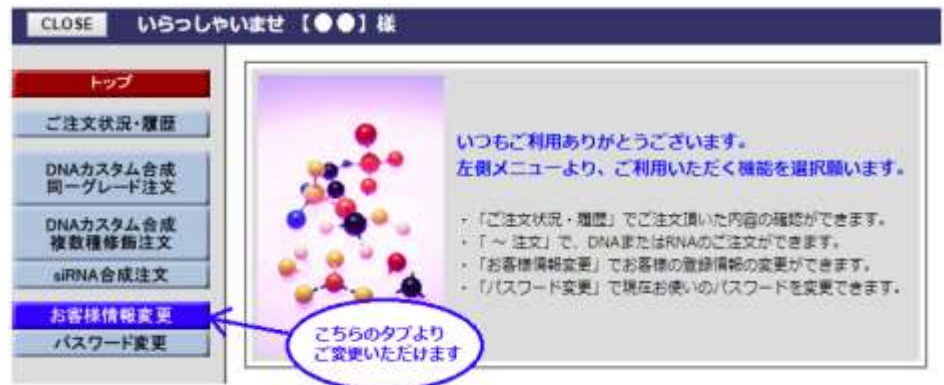 CLOSE いらっしゃいませ 【●●】様
トップ
ご注文状況・履歴
DNAカスタム合成
同一グレード注文
DNAカスタム合成
複数種修飾注文
siRNA合成注文
お客様情報変更
パスワード変更
いつもご利用ありがとうございます。
左側メニューより、ご利用いただく機能を選択願います。
・「ご注文状況・履歴」でご注文頂いた内容の確認ができます。
・「 ～ 注文」で、DNAまたはRNAのご注文ができます。
・「お客様情報変更」でお客様の登録情報の変更ができます。
・「パスワード変更」で現在お使いのパスワードを変更できます。
こちらのタブより
ご変更いただけます